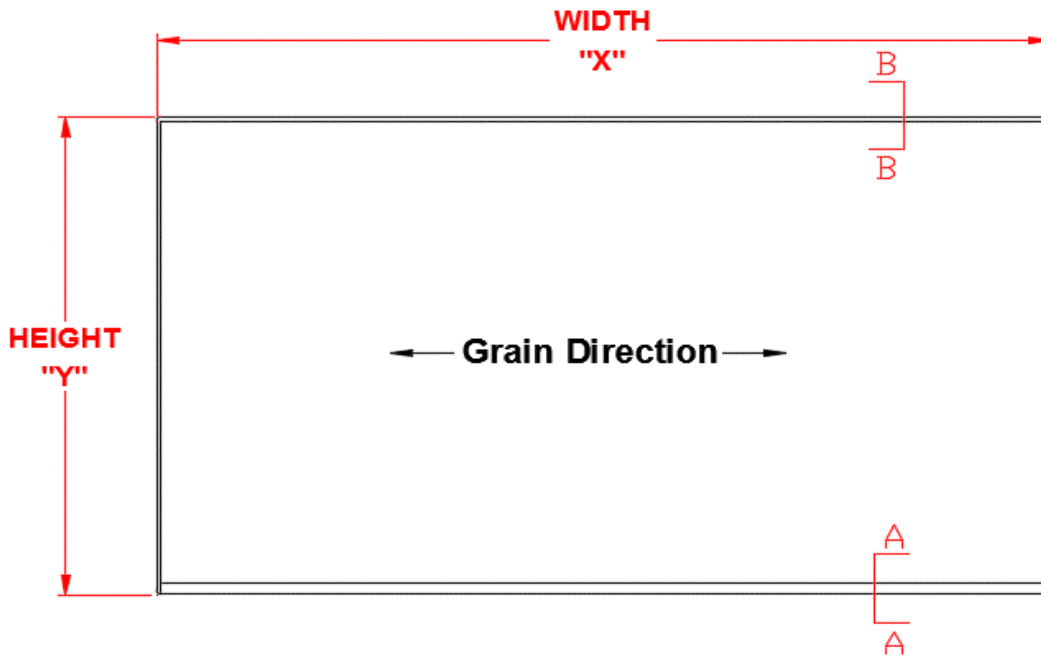 WIDTH
"X"
B
B
HEIGHT
"Y"
Grain Direction
A
A